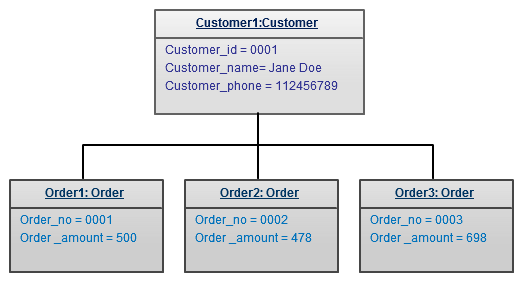 Customer1:Customer
Customer_id = 0001
Customer_name= Jane Doe
Customer_phone = 112456789
Order1: Order
Order_no = 0001
Order _amount = 500
Order2: Order
Order_no = 0002
Order _amount = 478
Order3: Order
Order_no = 0003
Order _amount = 698